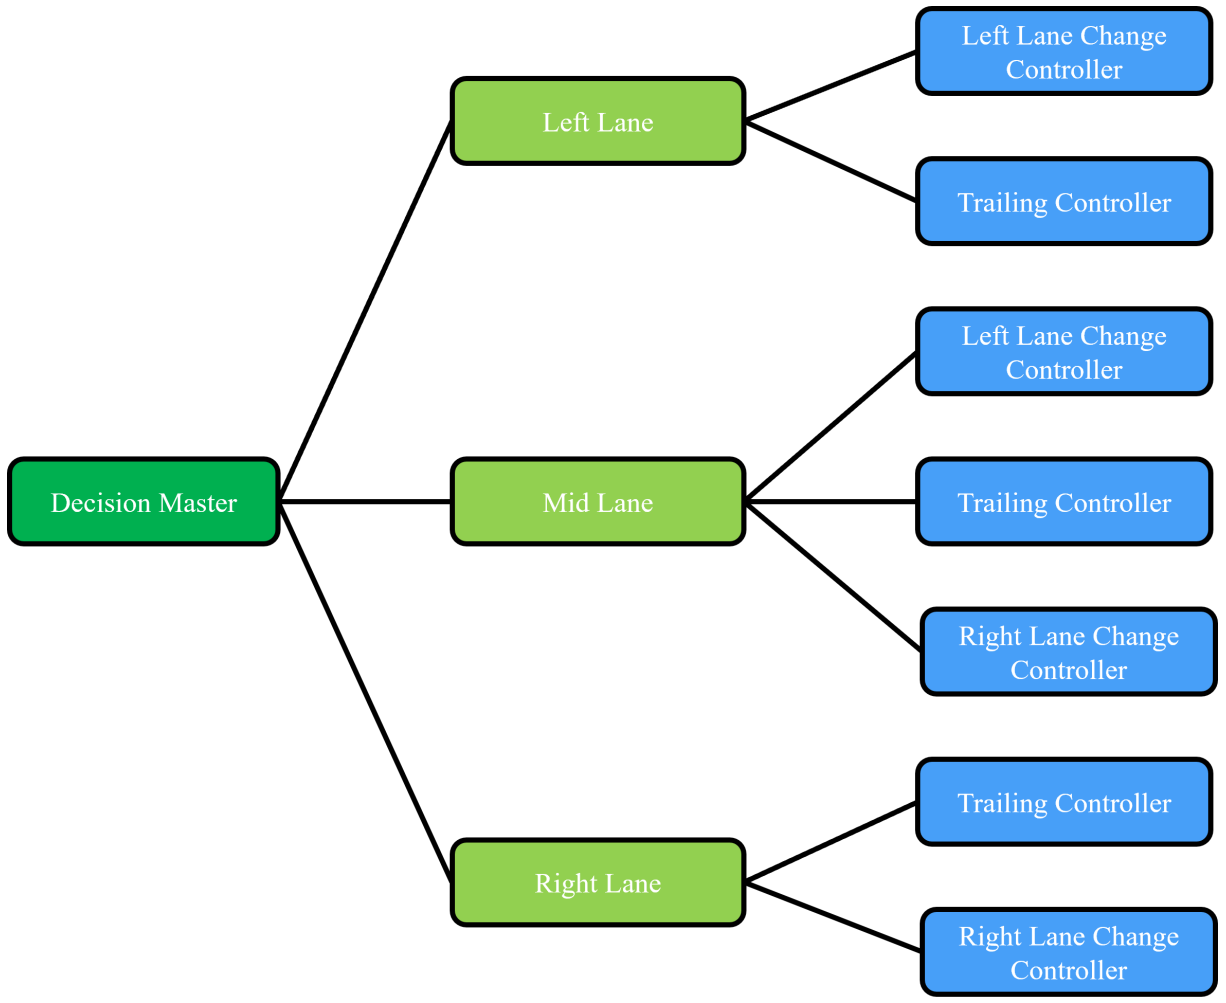 Left Lane Change
Controller
Left Lane
Trailing Controller
Left Lane Change
Controller
Decision Master
Mid Lane
Trailing Controller
Right Lane Change
Controller
Trailing Controller
Right Lane
Right Lane Change
Controller